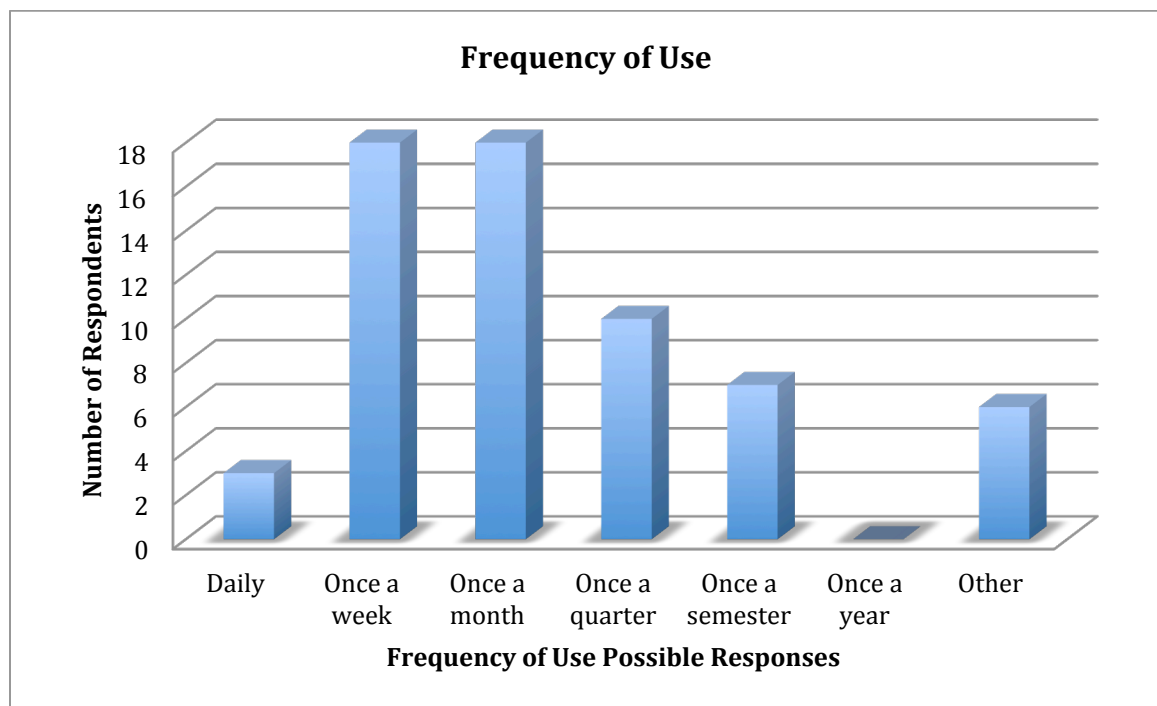 Frequency of Use
18
16
14
12
10
8
6
4
2
0
Number of Respondents
Daily
Once a week
Once a month
Once a quarter
Once a semester
Once a year
Other
Frequency of Use Possible Responses